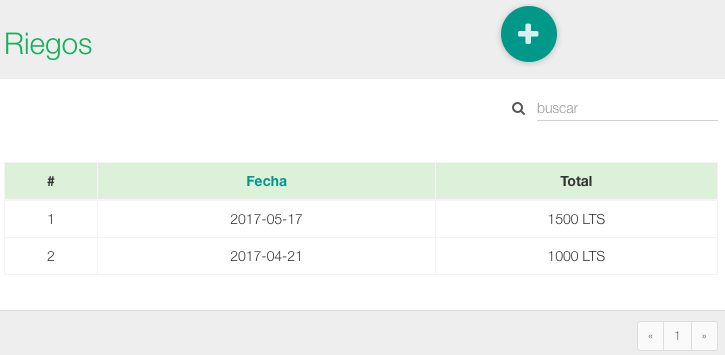 Riegos
buscar
# Fecha Total
1 2017-05-17 1500 LTS
2 2017-04-21 1000 LTS
« 1 »